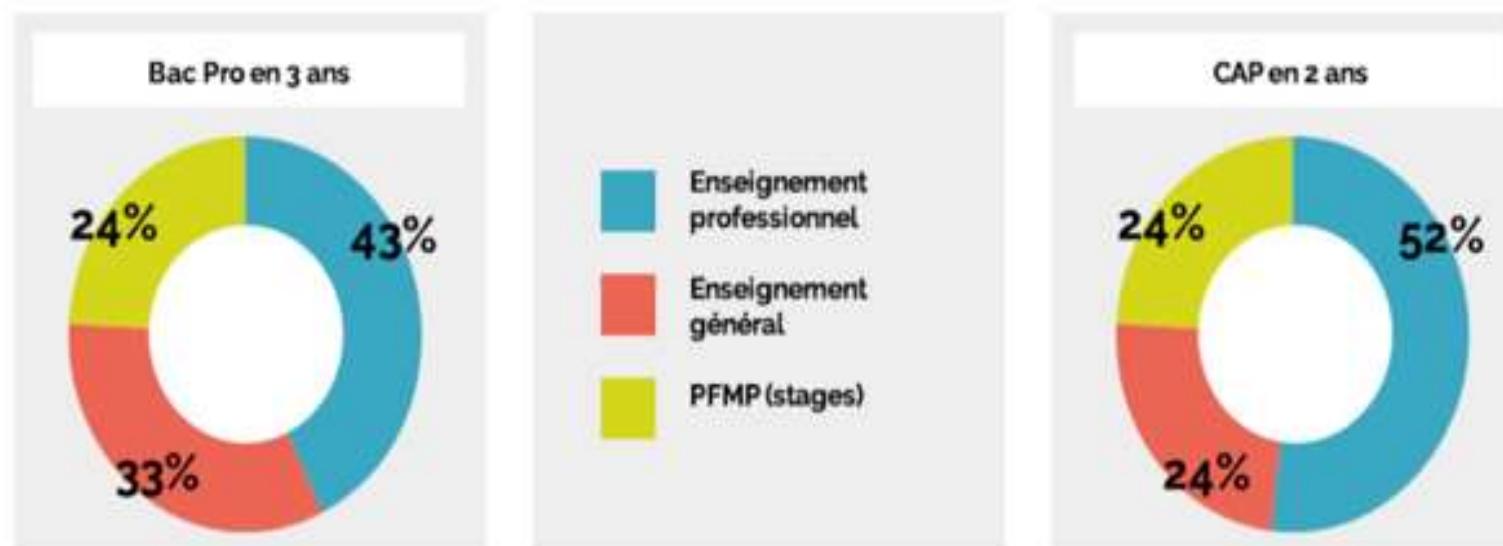 Bac Pro en 3 ans
24%
43%
33%
Enseignement
professionnel
Enseignement
général
PFMP (stages)
CAP en 2 ans
24%
52%
24%